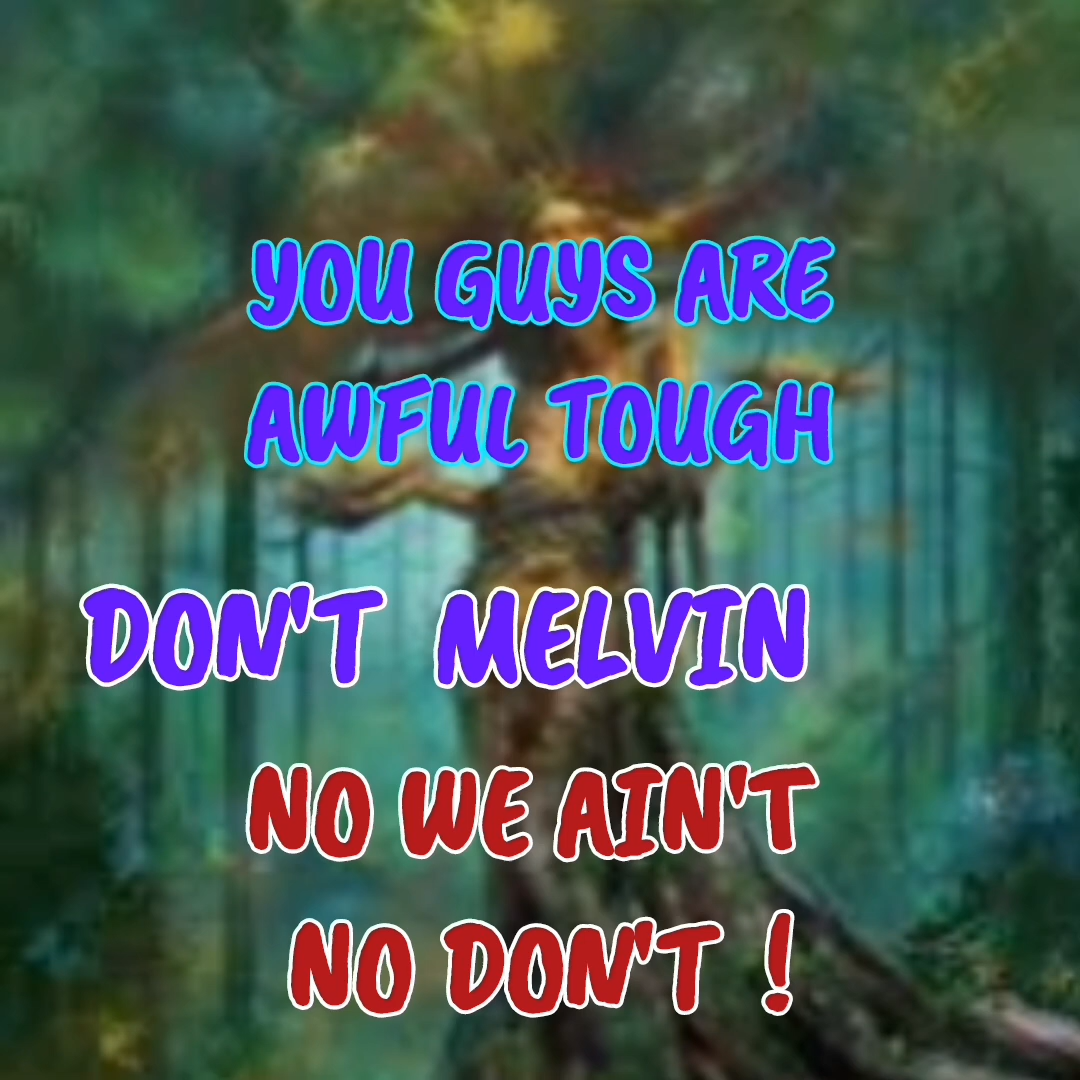 YOU GUYS ARE
AWFUL TOUGH
DON'T MELVIN
NO WE AIN'T
NO DON'T !